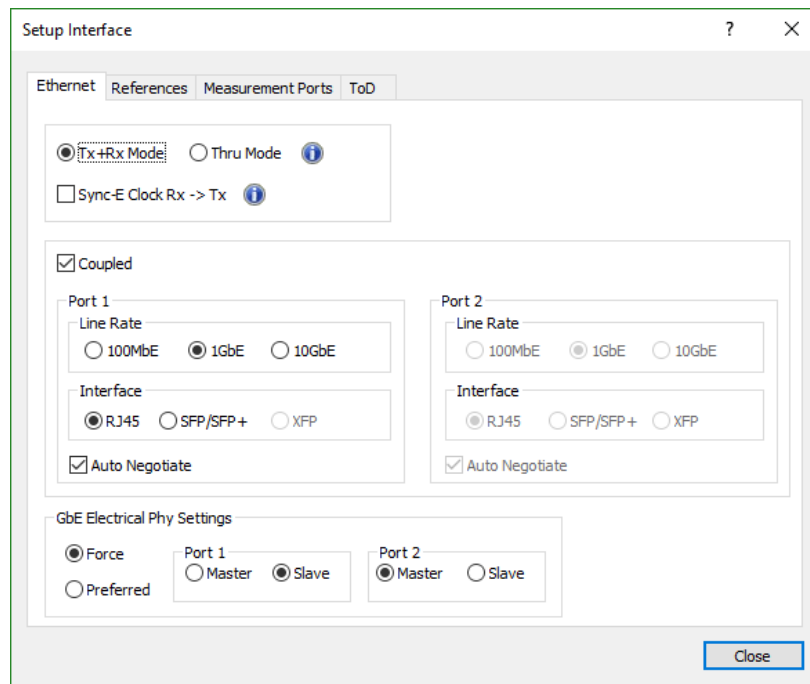 Setup Interface ?
Ethernet References Measurement Ports ToD
Tx+Rx Mode Thru Mode
Sync-E Clock Rx -> Tx
Coupled
Port 1
Line Rate
100MbE 1GbE 10GbE
Interface
RJ45 SFP/SFP+ XFP
Auto Negotiate
Port 2
Line Rate
100MbE 1GbE 10GbE
Interface
RJ45 SFP/SFP+ XFP
Auto Negotiate
GbE Electrical Phy Settings
Force
Preferred
Port 1
Master Slave
Port 2
Master Slave
Close